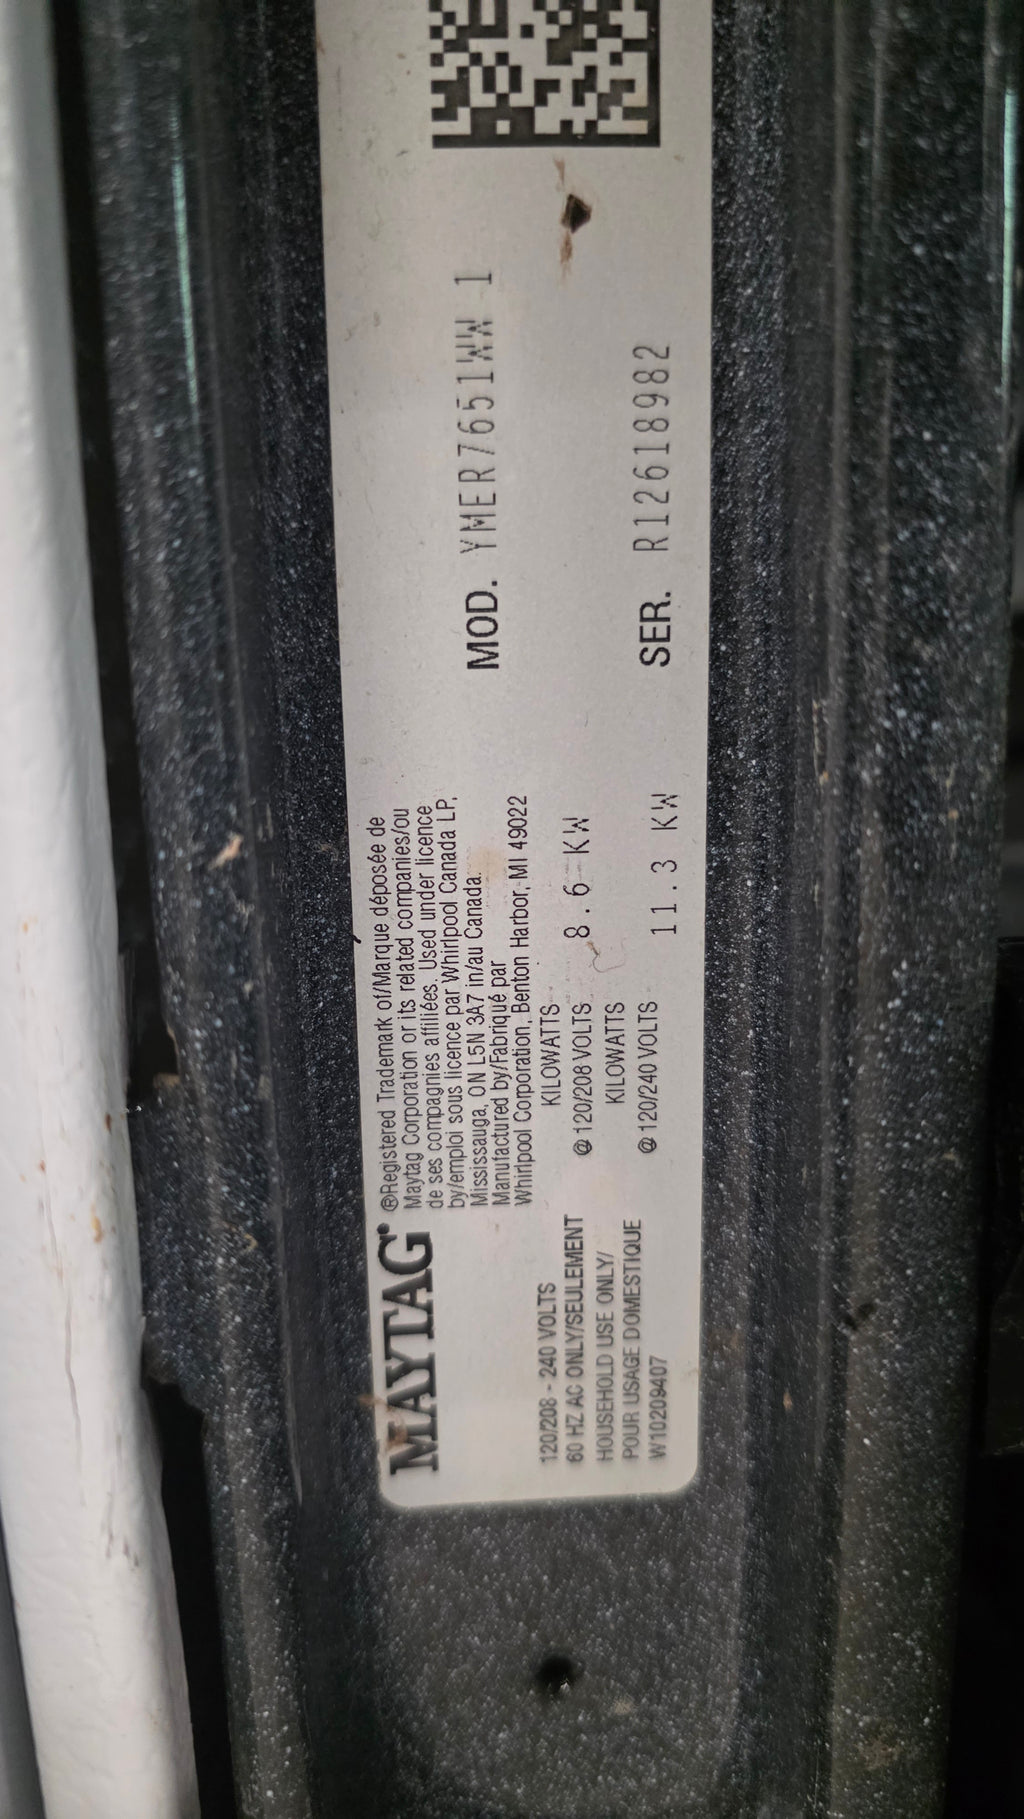 MAYTAG®
®Registered Trademark of/Marque déposée de
Maytag Corporation or its related companies/ou
de ses compagnies affiliées. Used under licence
by/emploi sous licence par Whirlpool Canada LP,
Mississauga, ON L5N 3A7 in/au Canada.
Manufactured by/Fabriqué par
Whirlpool Corporation, Benton Harbor, MI 49022
120/208 - 240 VOLTS
60 HZ AC ONLY/SEULEMENT
HOUSEHOLD USE ONLY/
POUR USAGE DOMESTIQUE
W10209407
KILOWATTS
@120/208 VOLTS 8.6 KW
KILOWATTS
@120/240 VOLTS 11.3 KW
MOD. YMER7651WW 1
SER. R12618982